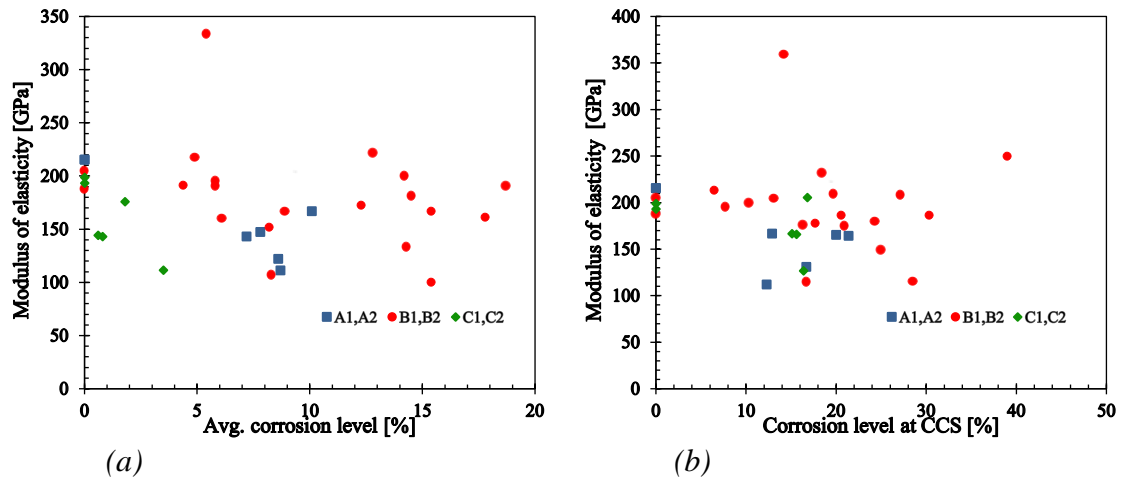 350
300
250
200
150
100
50
0
Modulus of elasticity [GPa]
A1,A2 B1,B2 C1,C2
0 5 10 15 20
Avg. corrosion level [%]
(a)
400
350
300
250
200
150
100
50
0
Modulus of elasticity [GPa]
A1,A2 B1,B2 C1,C2
0 10 20 30 40 50
Corrosion level at CCS [%]
(b)